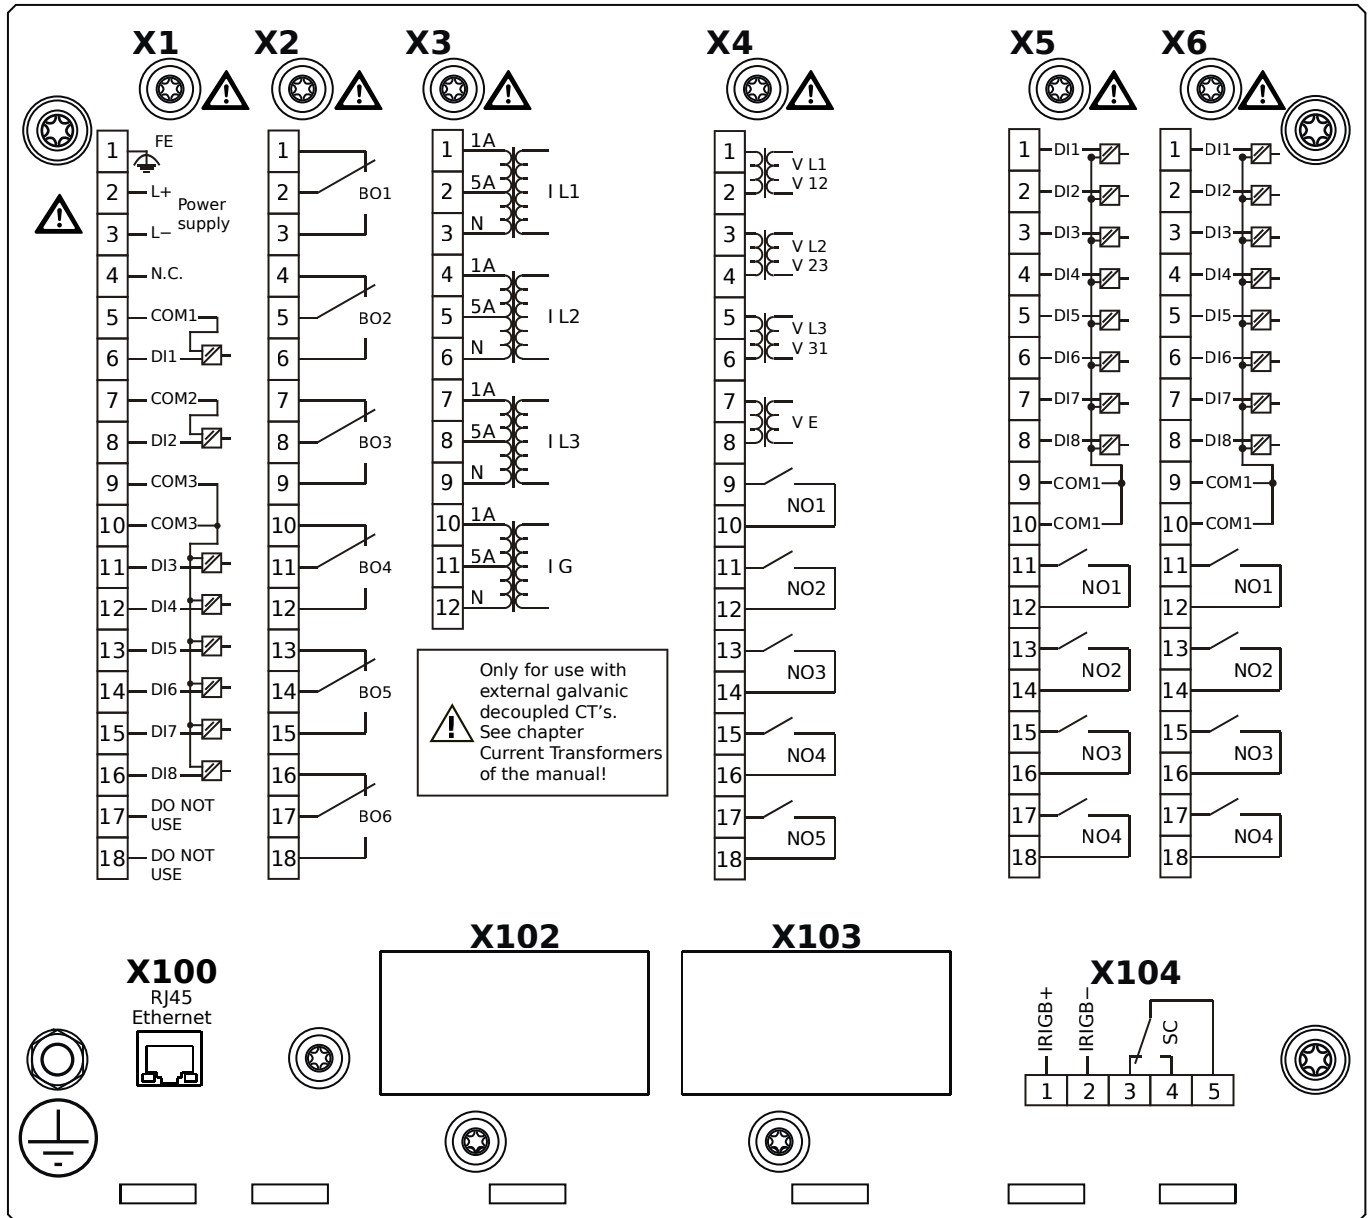 X1
X2
X3
X4
X5
X6
1 FE
2 L+ Power
supply
3 L−
4 N.C.
5 COM1
6 DI1
7 COM2
8 DI2
9 COM3
10 COM3
11 DI3
12 DI4
13 DI5
14 DI6
15 DI7
16 DI8
17 DO NOT
USE
18 DO NOT
USE
1
2 BO1
3
4
5 BO2
6
7
8 BO3
9
10
11 BO4
12
13
14 BO5
15
16
17 BO6
18
1 1A
2 5A I L1
3 N
4 1A
5 5A I L2
6 N
7 1A
8 5A I L3
9 N
10 1A
11 5A I G
12 N
Only for use with
external galvanic
decoupled CT's.
See chapter
Current Transformers
of the manual!
1
V L1
V 12
2
3
V L2
V 23
4
5
V L3
V 31
6
7
V E
8
9
NO1
10
11
NO2
12
13
NO3
14
15
NO4
16
17
NO5
18
1 DI1
2 DI2
3 DI3
4 DI4
5 DI5
6 DI6
7 DI7
8 DI8
9 COM1
10 COM1
11
NO1
12
13
NO2
14
15
NO3
16
17
NO4
18
1 DI1
2 DI2
3 DI3
4 DI4
5 DI5
6 DI6
7 DI7
8 DI8
9 COM1
10 COM1
11
NO1
12
13
NO2
14
15
NO3
16
17
NO4
18
X100
RJ45
Ethernet
X102
X103
X104
IRIGB+
IRIGB−
SC
1 2 3 4 5